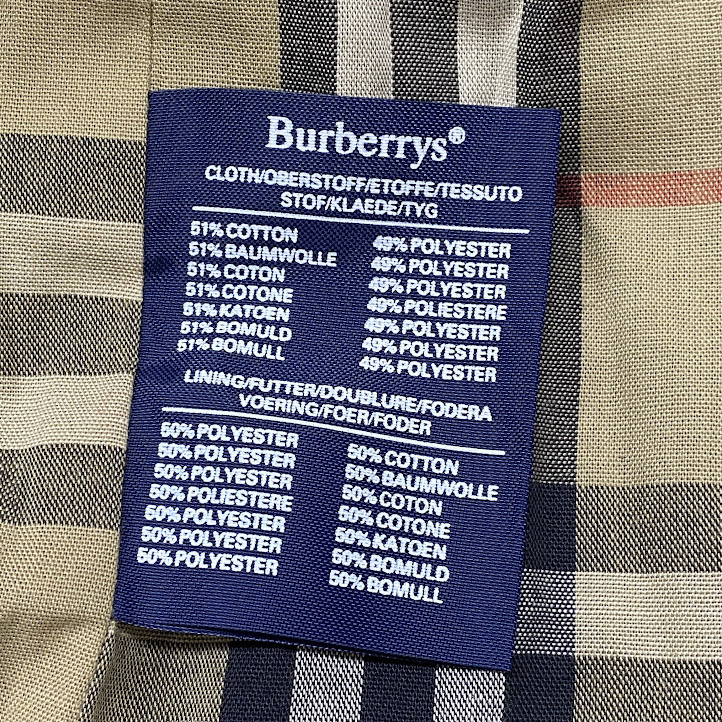 Burberrys®
CLOTH/OBERSTOFF/ETOFFE/TESSUTO
STOF/KLAEDE/TYG
51% COTTON 49% POLYESTER
51% BAUMWOLLE 49% POLYESTER
51% COTON 49% POLYESTER
51% COTONE 49% POLIESTERE
51% KATOEN 49% POLYESTER
51% BOMULD 49% POLYESTER
51% BOMULL 49% POLYESTER
LINING/FUTTER/DOUBLURE/FODERA
VOERING/FOER/FODER
50% POLYESTER 50% COTTON
50% POLYESTER 50% BAUMWOLLE
50% POLYESTER 50% COTON
50% POLIESTERE 50% COTONE
50% POLYESTER 50% KATOEN
50% POLYESTER 50% BOMULD
50% POLYESTER 50% BOMULL